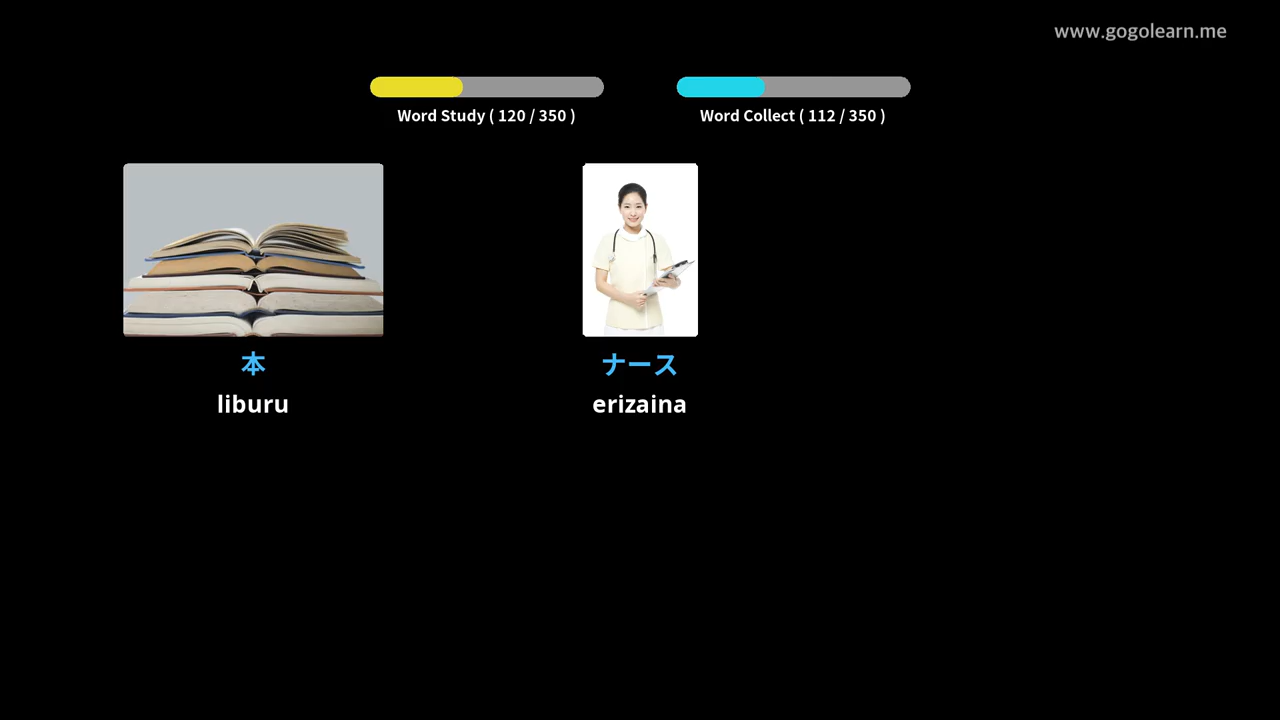 www.gogolearn.me
Word Study ( 120 / 350 )
Word Collect ( 112 / 350 )
本
liburu
ナース
erizaina